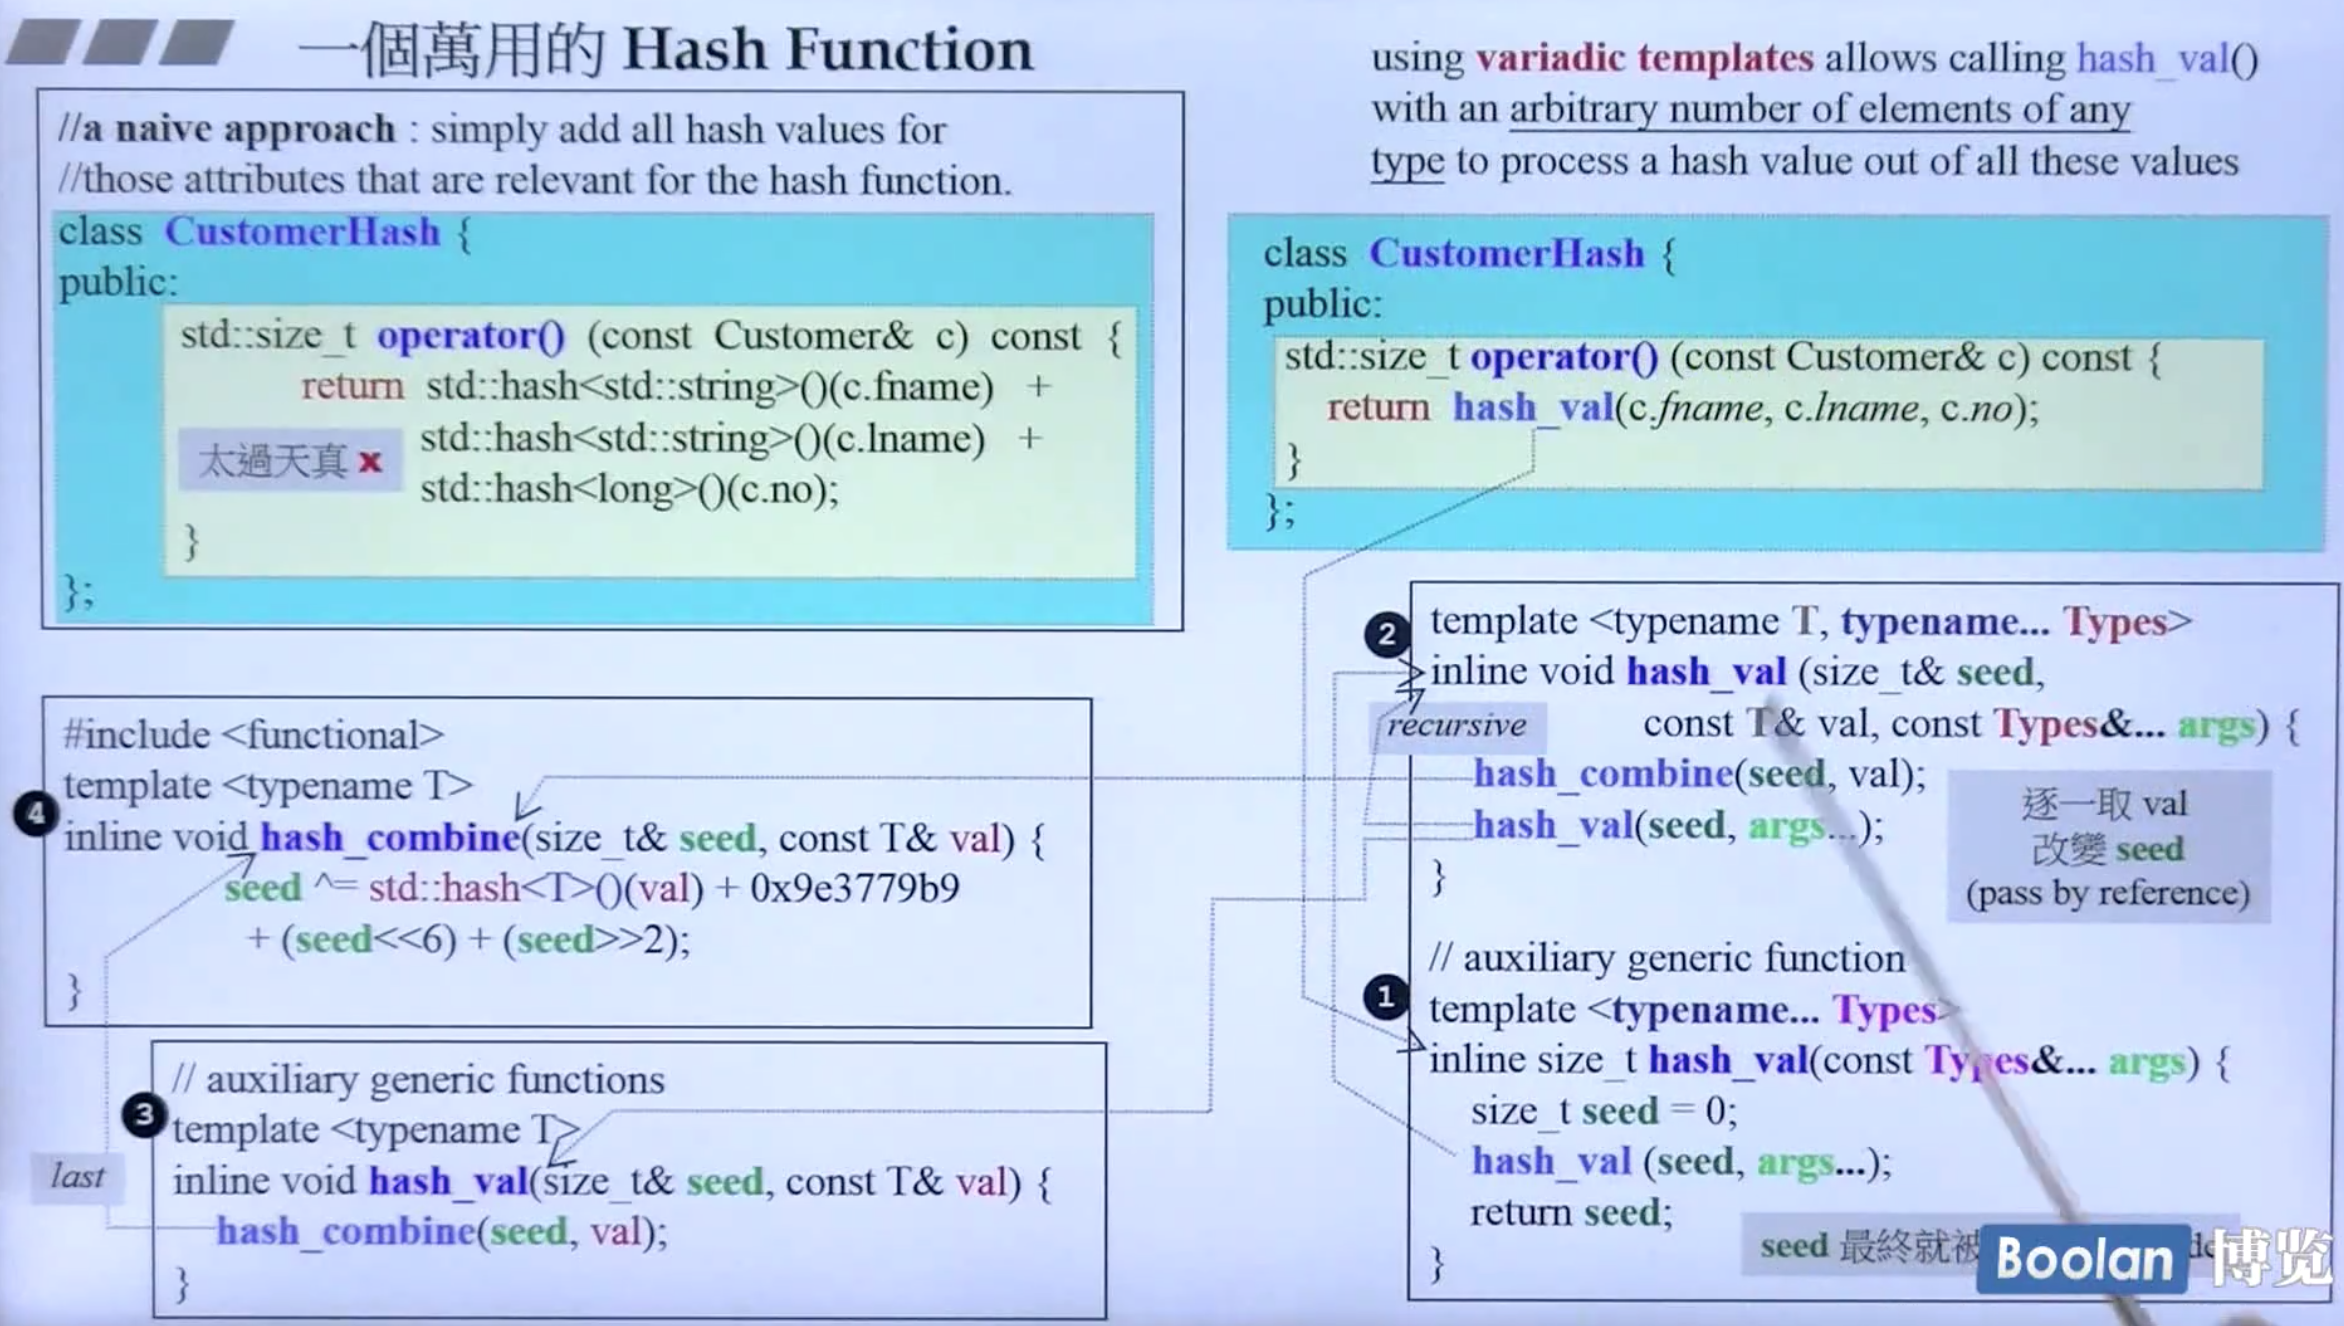 一個萬用的 Hash Function
//a naive approach : simply add all hash values for
//those attributes that are relevant for the hash function.
class CustomerHash {
public:
std::size_t operator() (const Customer& c) const {
return std::hash<std::string>()(c.fname) +
太過天真 x
std::hash<std::string>()(c.lname) +
std::hash<long>()(c.no);
}
};
using variadic templates allows calling hash_val()
with an arbitrary number of elements of any
type to process a hash value out of all these values
class CustomerHash {
public:
std::size_t operator() (const Customer& c) const {
return hash_val(c.fname, c.lname, c.no);
}
};
2
template <typename T, typename... Types>
inline void hash_val (size_t& seed,
recursive
const T& val, const Types&... args) {
hash_combine(seed, val);
hash_val(seed, args...);
}
逐一取 val
改變 seed
(pass by reference)
// auxiliary generic function
1
template <typename... Types>
inline size_t hash_val(const Types&... args) {
size_t seed = 0;
hash_val (seed, args...);
return seed;
}
seed 最終就被
4
#include <functional>
template <typename T>
inline void hash_combine(size_t& seed, const T& val) {
seed ^= std::hash<T>()(val) + 0x9e3779b9
+ (seed<<6) + (seed>>2);
}
3
// auxiliary generic functions
template <typename T>
inline void hash_val(size_t& seed, const T& val) {
hash_combine(seed, val);
}
last
Boolan 博览